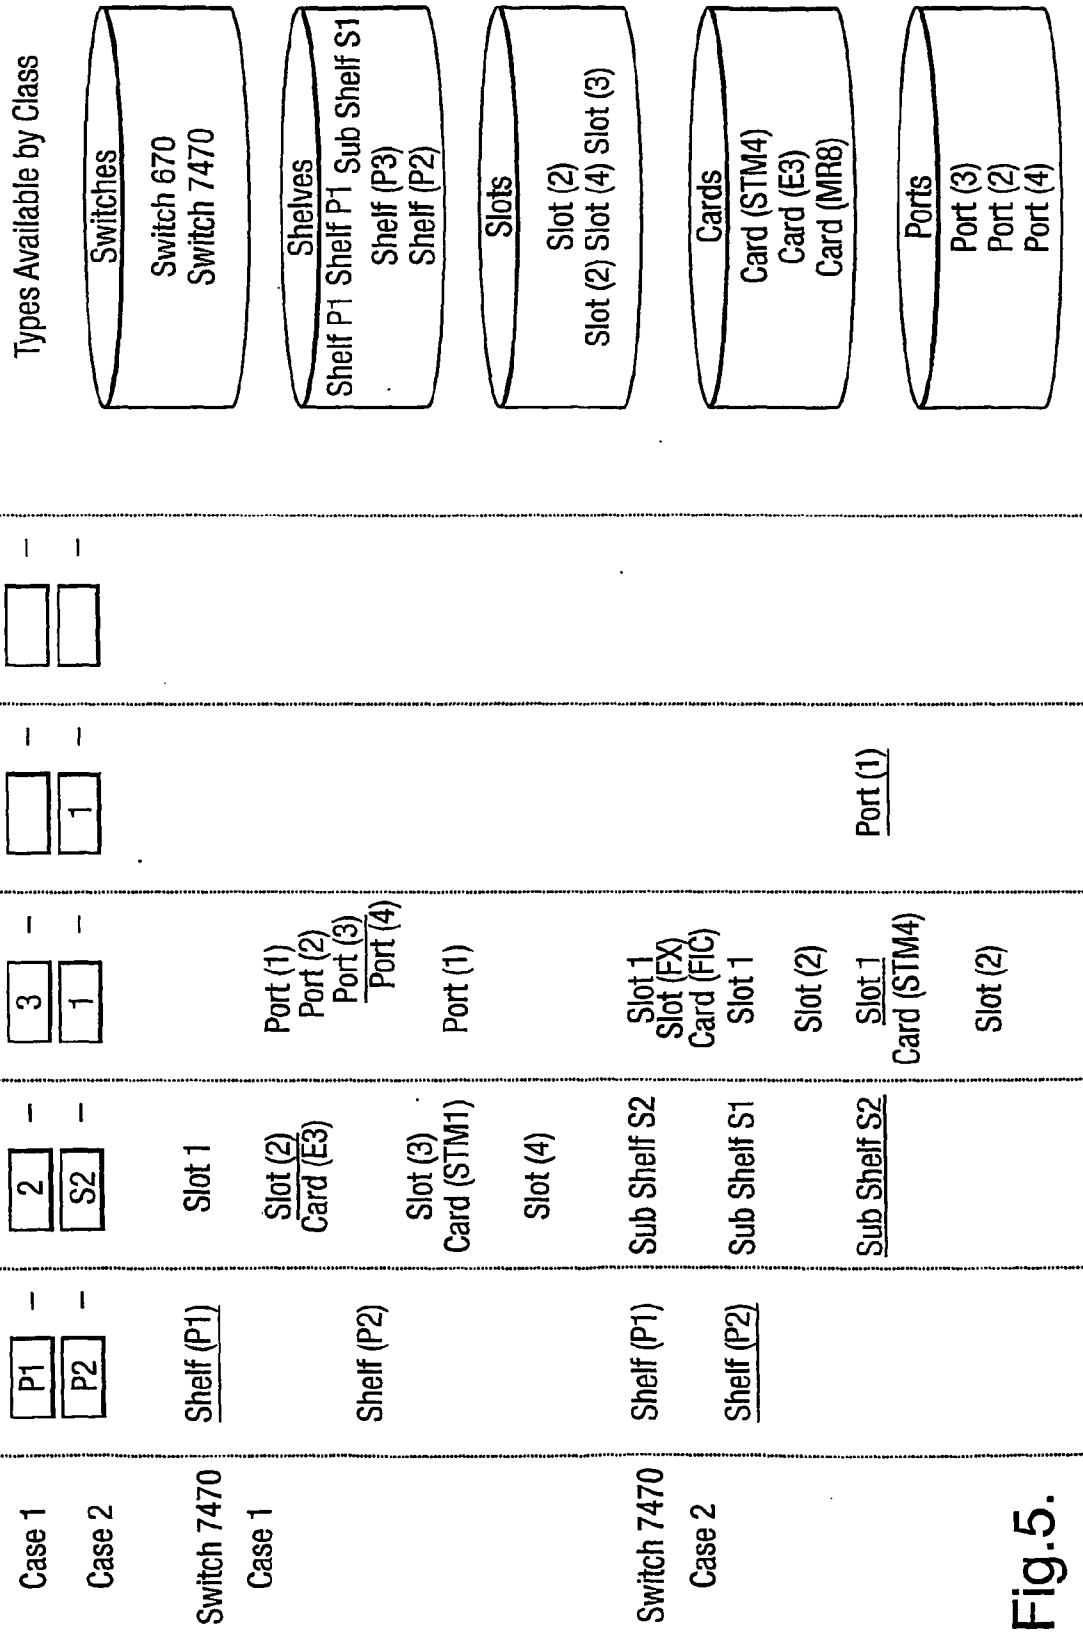 Types Available by Class
Case 1 P1 – 2 – 3 – –
Case 2 P2 – S2 – 1 – 1 – –
Switch 7470
Case 1
Shelf (P1)
Slot 1
Slot (2)
Card (E3)
Port (1)
Port (2)
Port (3)
Port (4)
Shelf (P2)
Slot (3)
Card (STM1)
Port (1)
Slot (4)
Switch 7470
Case 2
Shelf (P1)
Sub Shelf S2
Slot 1
Slot (FX)
Card (FIC)
Shelf (P2)
Sub Shelf S1
Slot 1
Slot (2)
Sub Shelf S2
Slot 1
Card (STM4)
Port (1)
Slot (2)
Switches
Switch 670
Switch 7470
Shelves
Shelf P1 Shelf P1 Sub Shelf S1
Shelf (P3)
Shelf (P2)
Slots
Slot (2)
Slot (2) Slot (4) Slot (3)
Cards
Card (STM4)
Card (E3)
Card (MR8)
Ports
Port (3)
Port (2)
Port (4)
Fig.5.